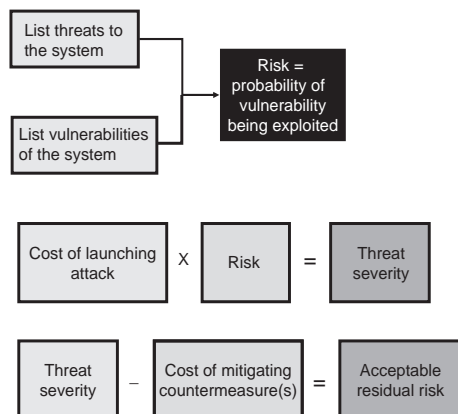 List threats to
the system
Risk =
probability of
vulnerability
being exploited
List vulnerabilities
of the system
Cost of launching
attack
X
Risk
=
Threat
severity
Threat
severity
–
Cost of mitigating
countermeasure(s)
=
Acceptable
residual risk